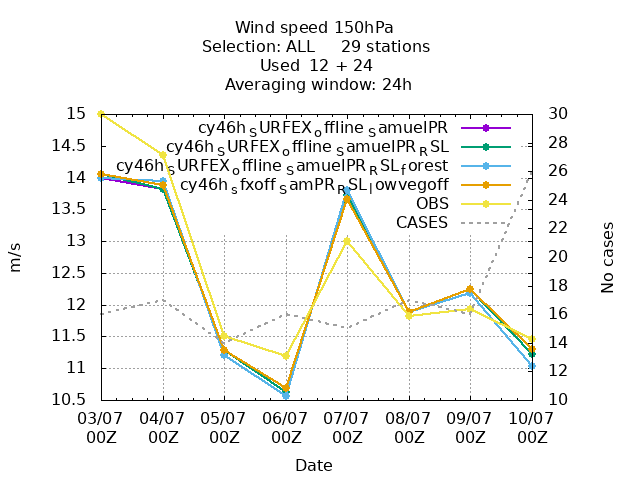 Wind speed 150hPa
Selection: ALL     29 stations
Used  12 + 24
Averaging window: 24h
15
14.5
14
13.5
13
12.5
12
11.5
11
10.5
m/s
30
28
26
24
22
20
18
16
14
12
10
No cases
cy46h_SURFEX_offline_SamuelPR
cy46h_SURFEX_offline_SamuelPR_RSL
cy46h_SURFEX_offline_SamuelPR_RSL_forest
cy46h_sfxoff_SamPR_RSL_lowvegoff
OBS
CASES
03/07 04/07 05/07 06/07 07/07 08/07 09/07 10/07
00Z 00Z 00Z 00Z 00Z 00Z 00Z 00Z
Date